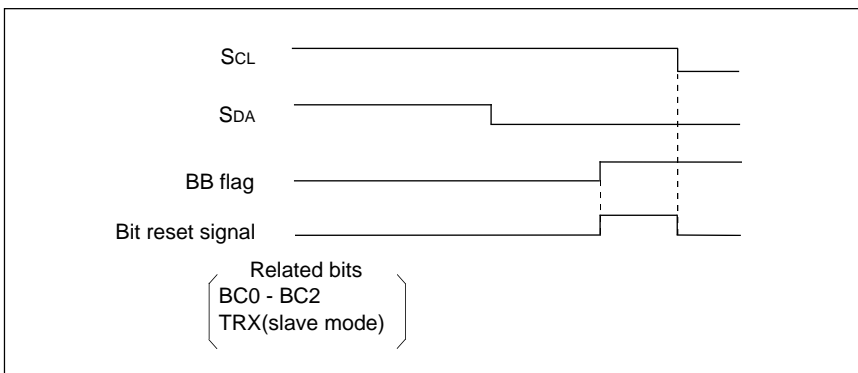 SCL
SDA
BB flag
Bit reset signal
Related bits
BC0 - BC2
TRX(slave mode)